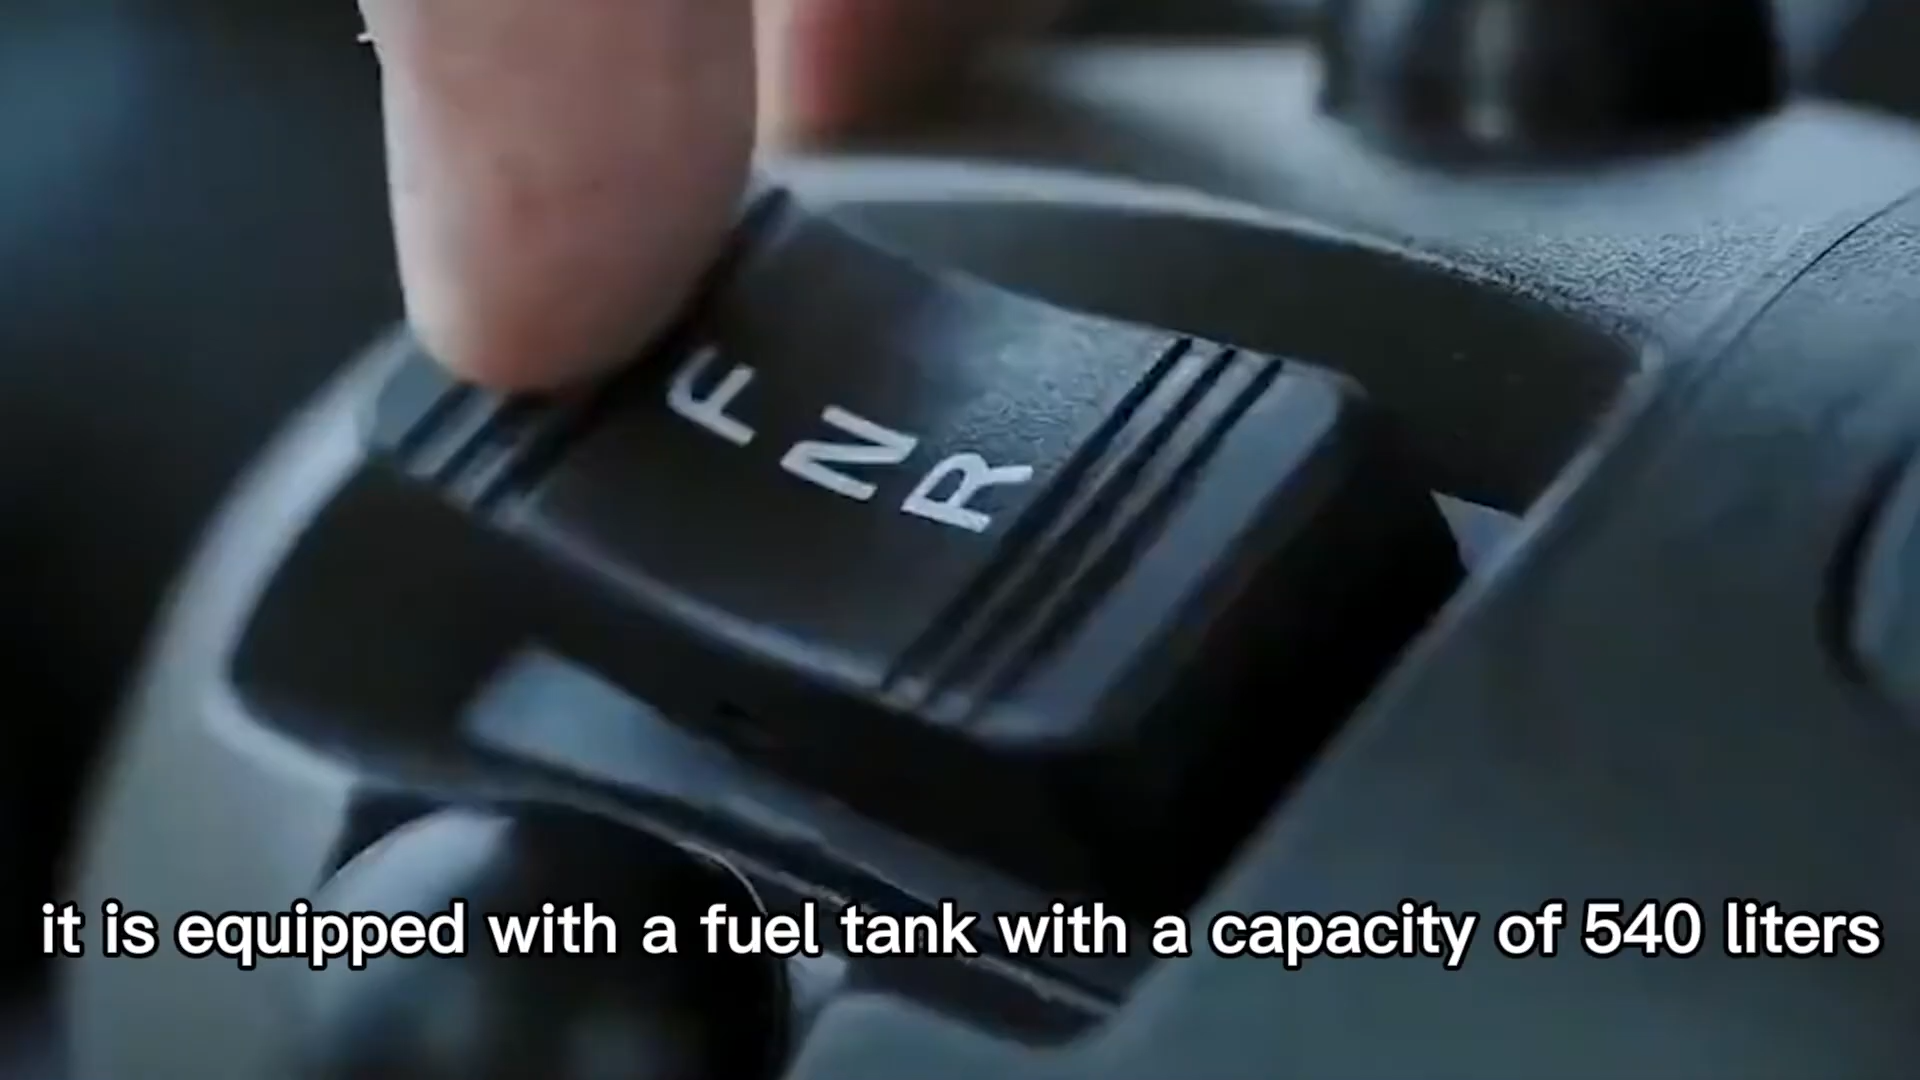 F
N
R
it is equipped with a fuel tank with a capacity of 540 liters